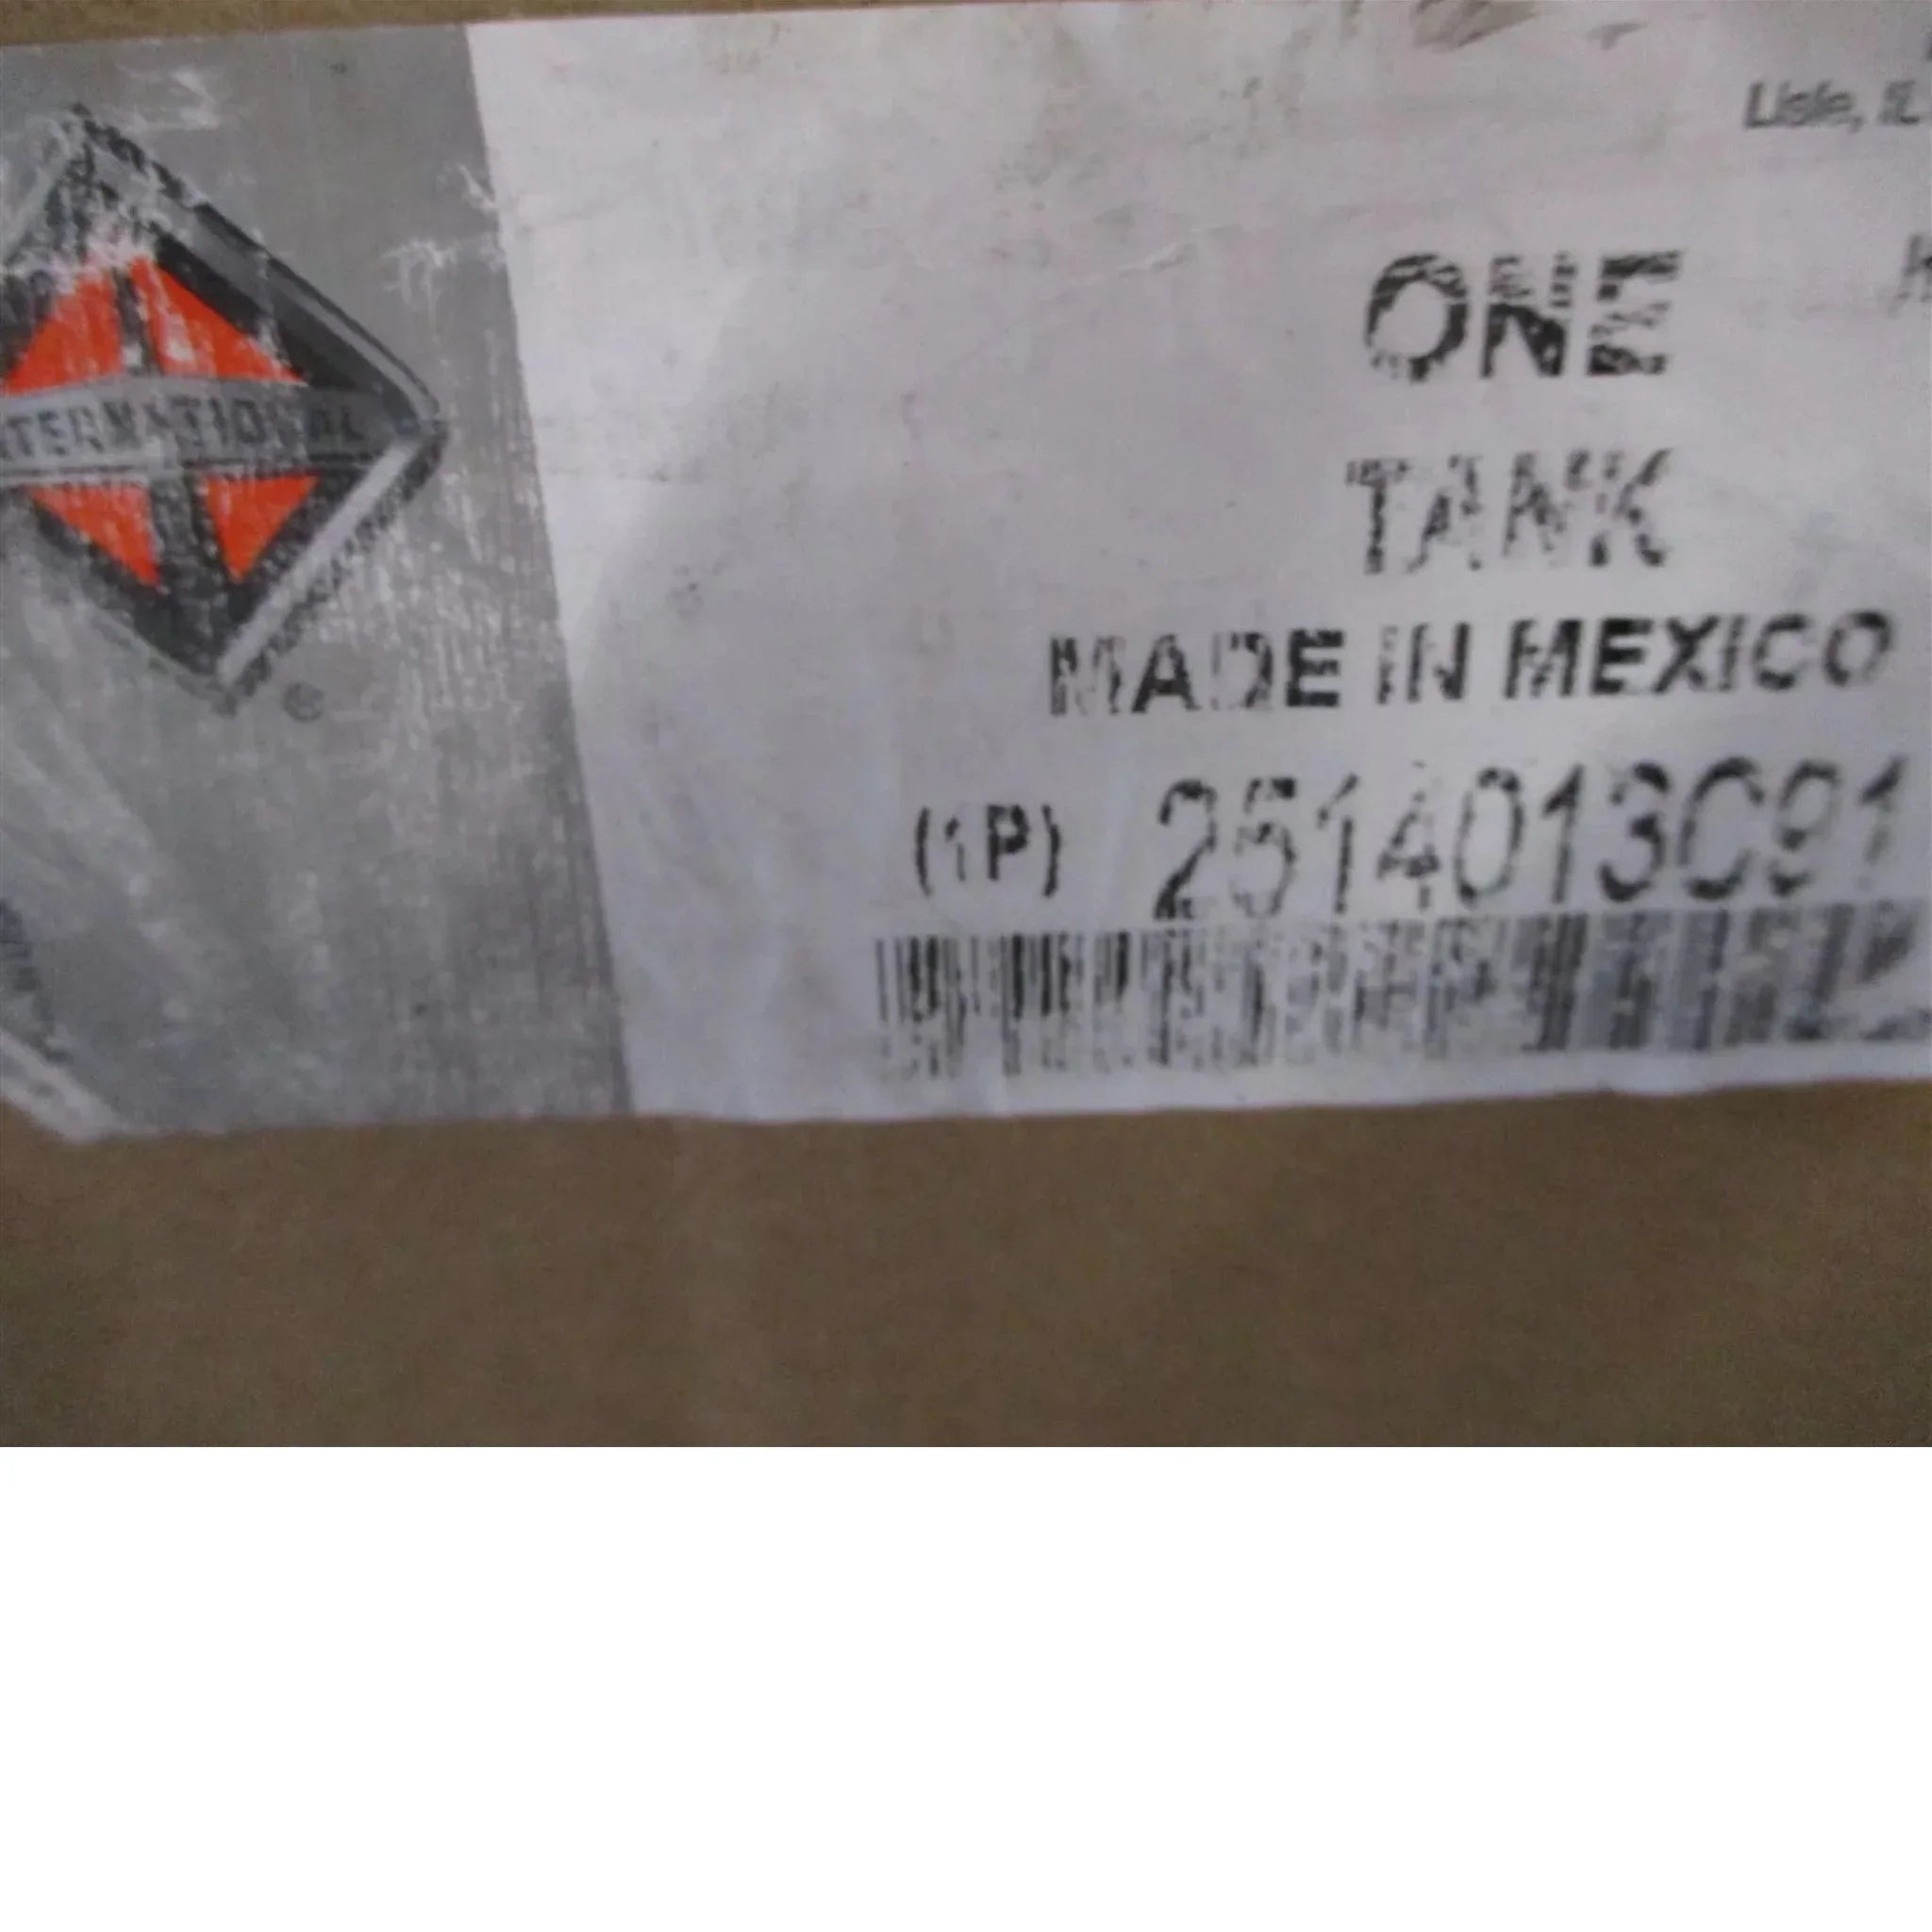 Lisle, IL
ONE
INTERNATIONAL
®
TANK
MADE IN MEXICO
(1P) 2514013C91